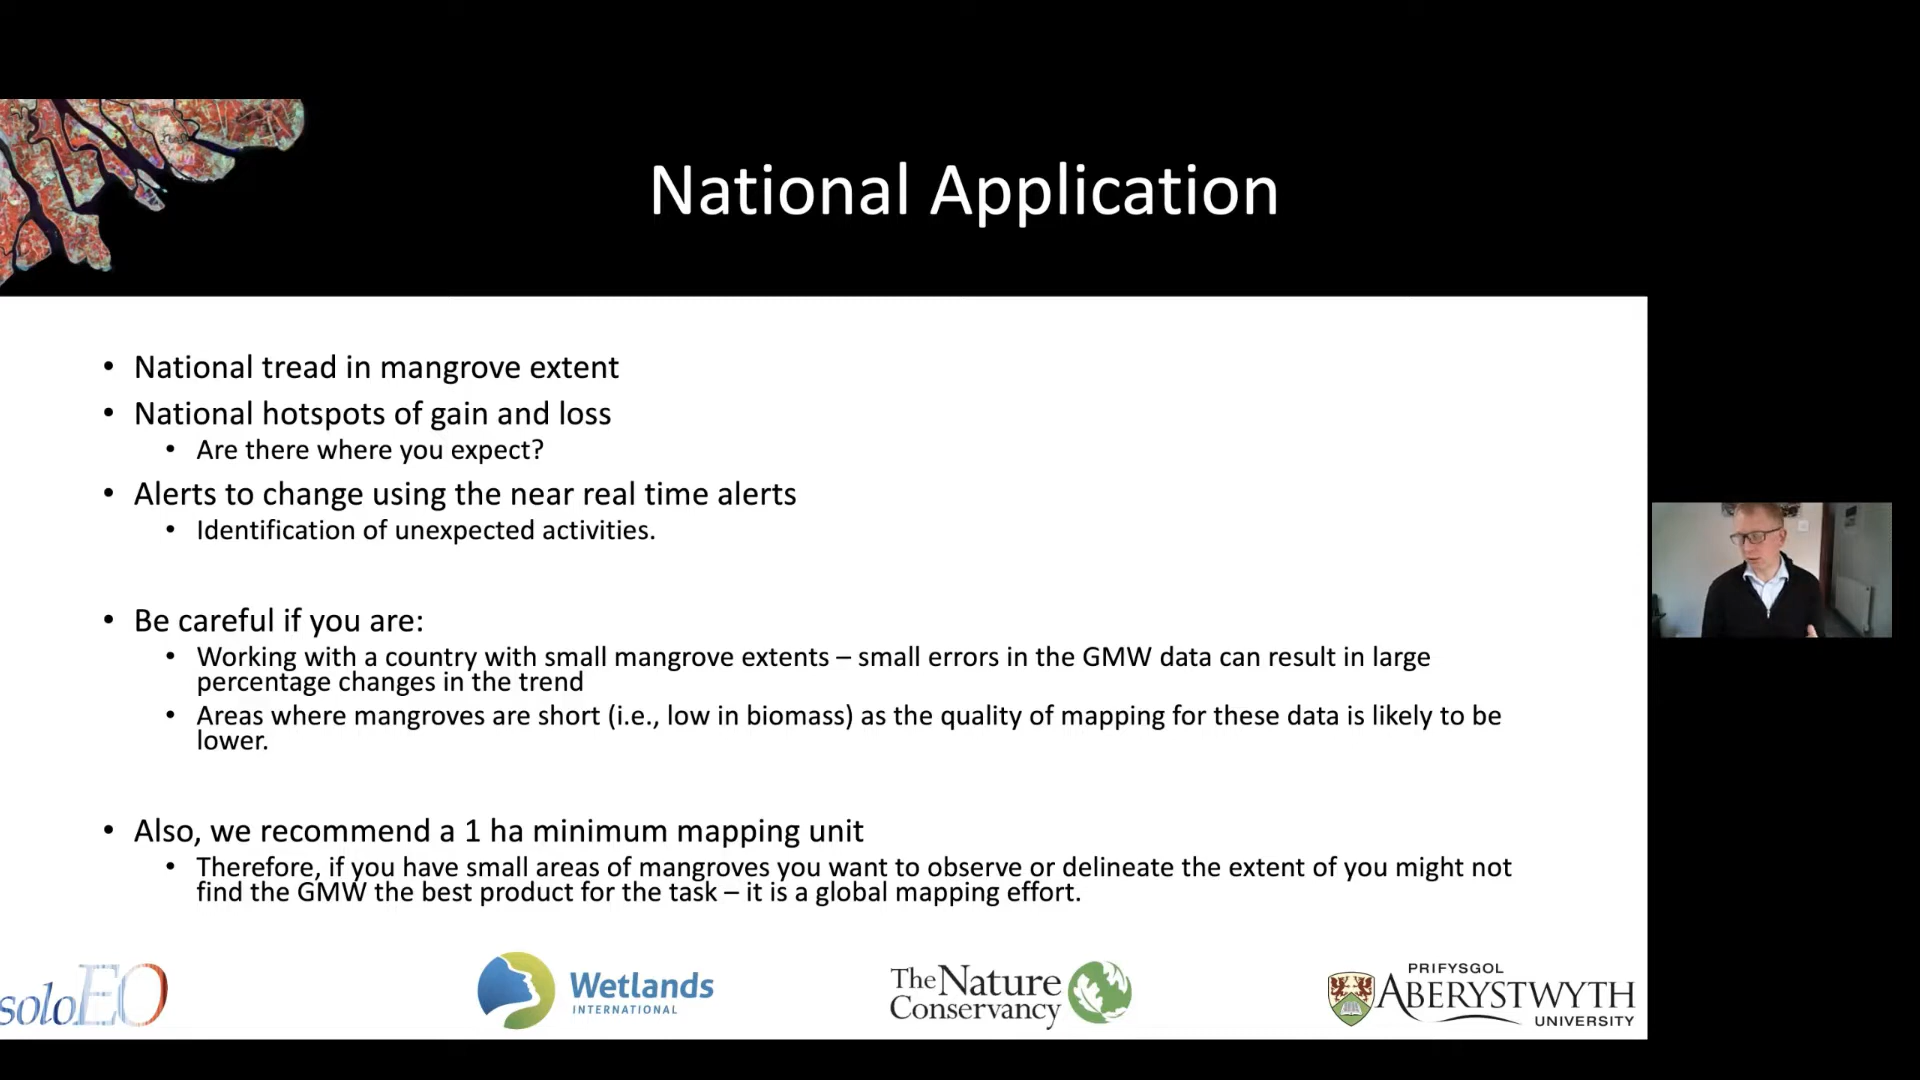 National Application
• National tread in mangrove extent
• National hotspots of gain and loss
• Are there where you expect?
• Alerts to change using the near real time alerts
• Identification of unexpected activities.
• Be careful if you are:
• Working with a country with small mangrove extents – small errors in the GMW data can result in large
percentage changes in the trend
• Areas where mangroves are short (i.e., low in biomass) as the quality of mapping for these data is likely to be
lower.
• Also, we recommend a 1 ha minimum mapping unit
• Therefore, if you have small areas of mangroves you want to observe or delineate the extent of you might not
find the GMW the best product for the task – it is a global mapping effort.
soloEO
Wetlands
INTERNATIONAL
The Nature
Conservancy
PRIFYSGOL
ABERYSTWYTH
UNIVERSITY